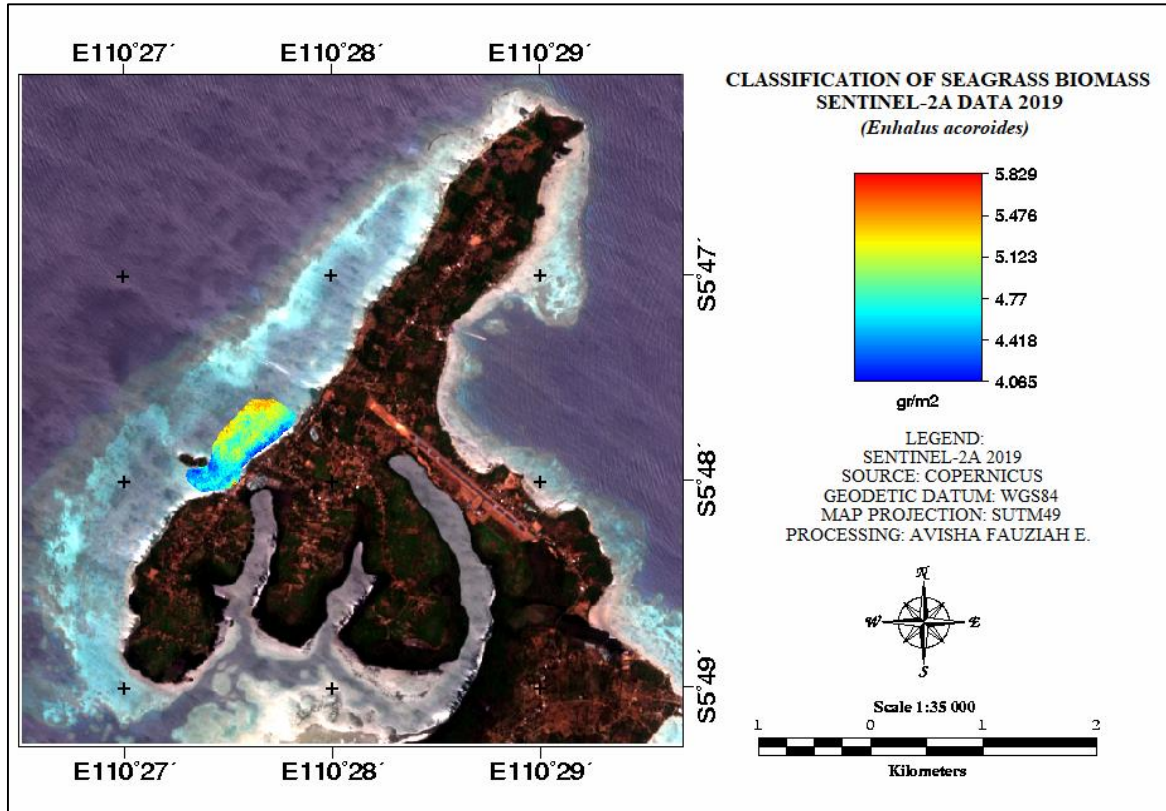 E110°27´ E110°28´ E110°29´
CLASSIFICATION OF SEAGRASS BIOMASS
SENTINEL-2A DATA 2019
(Enhalus acoroides)
5.829
5.476
5.123
4.77
4.418
4.065
gr/m2
S5°47´
S5°48´
S5°49´
LEGEND:
SENTINEL-2A 2019
SOURCE: COPERNICUS
GEODETIC DATUM: WGS84
MAP PROJECTION: SUTM49
PROCESSING: AVISHA FAUZIAH E.
N
W E
S
Scale 1:35 000
1 0 1 2
Kilometers
E110°27´ E110°28´ E110°29´